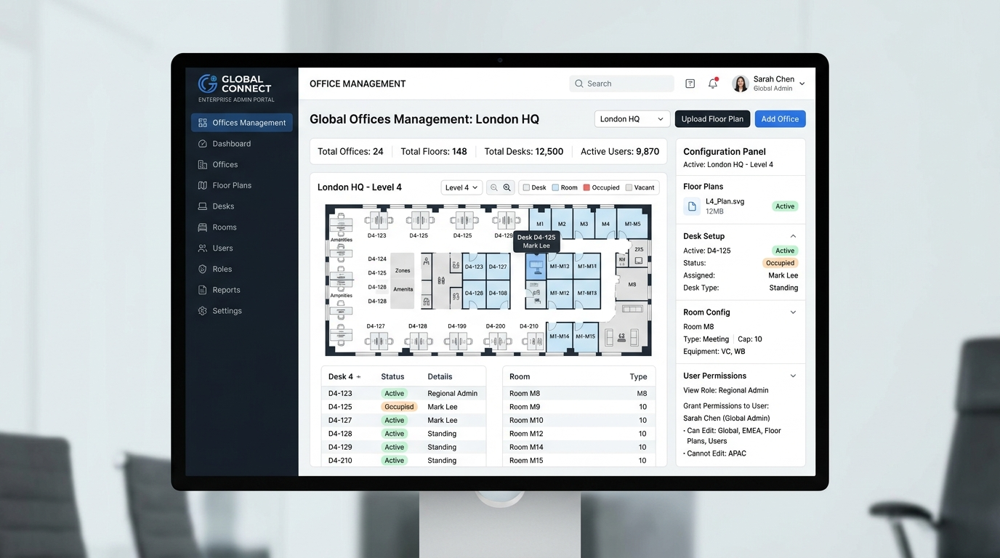 GLOBAL
CONNECT
ENTERPRISE ADMIN PORTAL
Offices Management
Dashboard
Offices
Floor Plans
Desks
Rooms
Users
Roles
Reports
Settings
OFFICE MANAGEMENT
Search
Sarah Chen
Giobsl Admin
Global Offices Management: London HQ
London HQ
Upload Floor Plan
Add Office
Total Offices: 24
Total Floors: 148
Total Desks: 12,500
Active Users: 9,870
London HQ - Level 4
Level 4
Desk
Room
Occupied
Vacant
D4-123
D4-125
D4-125
D4-129
M1
M2
M3
M4
M1-M5
Desk D4-125
Mark Lee
Amenities
D4-124
D4-125
D4-126
D4-128
Zones
Amenits
D4-123
D4-127
D4-128
D4-108
M1-M13
M1-M11
M1-M12
M7-M13
2X5
M8
Ampnities
D4-127
D4-128
D4-199
D4-200
D4-210
M1-M14
M1-M15
Desk 4
Status
Details
D4-123 Active Regional Admin
D4-125 Gccupisd Mark Lee
D4-127 Active Mark Lee
D4-128 Active Standing
D4-129 Active Standing
D4-210 Active Standing
Room Type
Room M8 M8
Room M9 10
Room M10 10
Room M12 10
Room M14 10
Room M15 10
Configuration Panel
Active: London HQ - Level 4
Floor Plans
L4_Plan.svg
12MB
Active
Desk Setup
Active: D4-125 Active
Status: Occupied
Assigned: Mark Lee
Desk Type: Standing
Room Config
Room M8
Type: Meeting | Cap: 10
Equipment: VC, WB
User Permissions
View Role: Regional Admin
Grant Permissions to User:
Sarah Chen (Global Admin)
• Can Edit: Global, EMEA, Floor
Plans, Users
• Cannot Edit: APAC